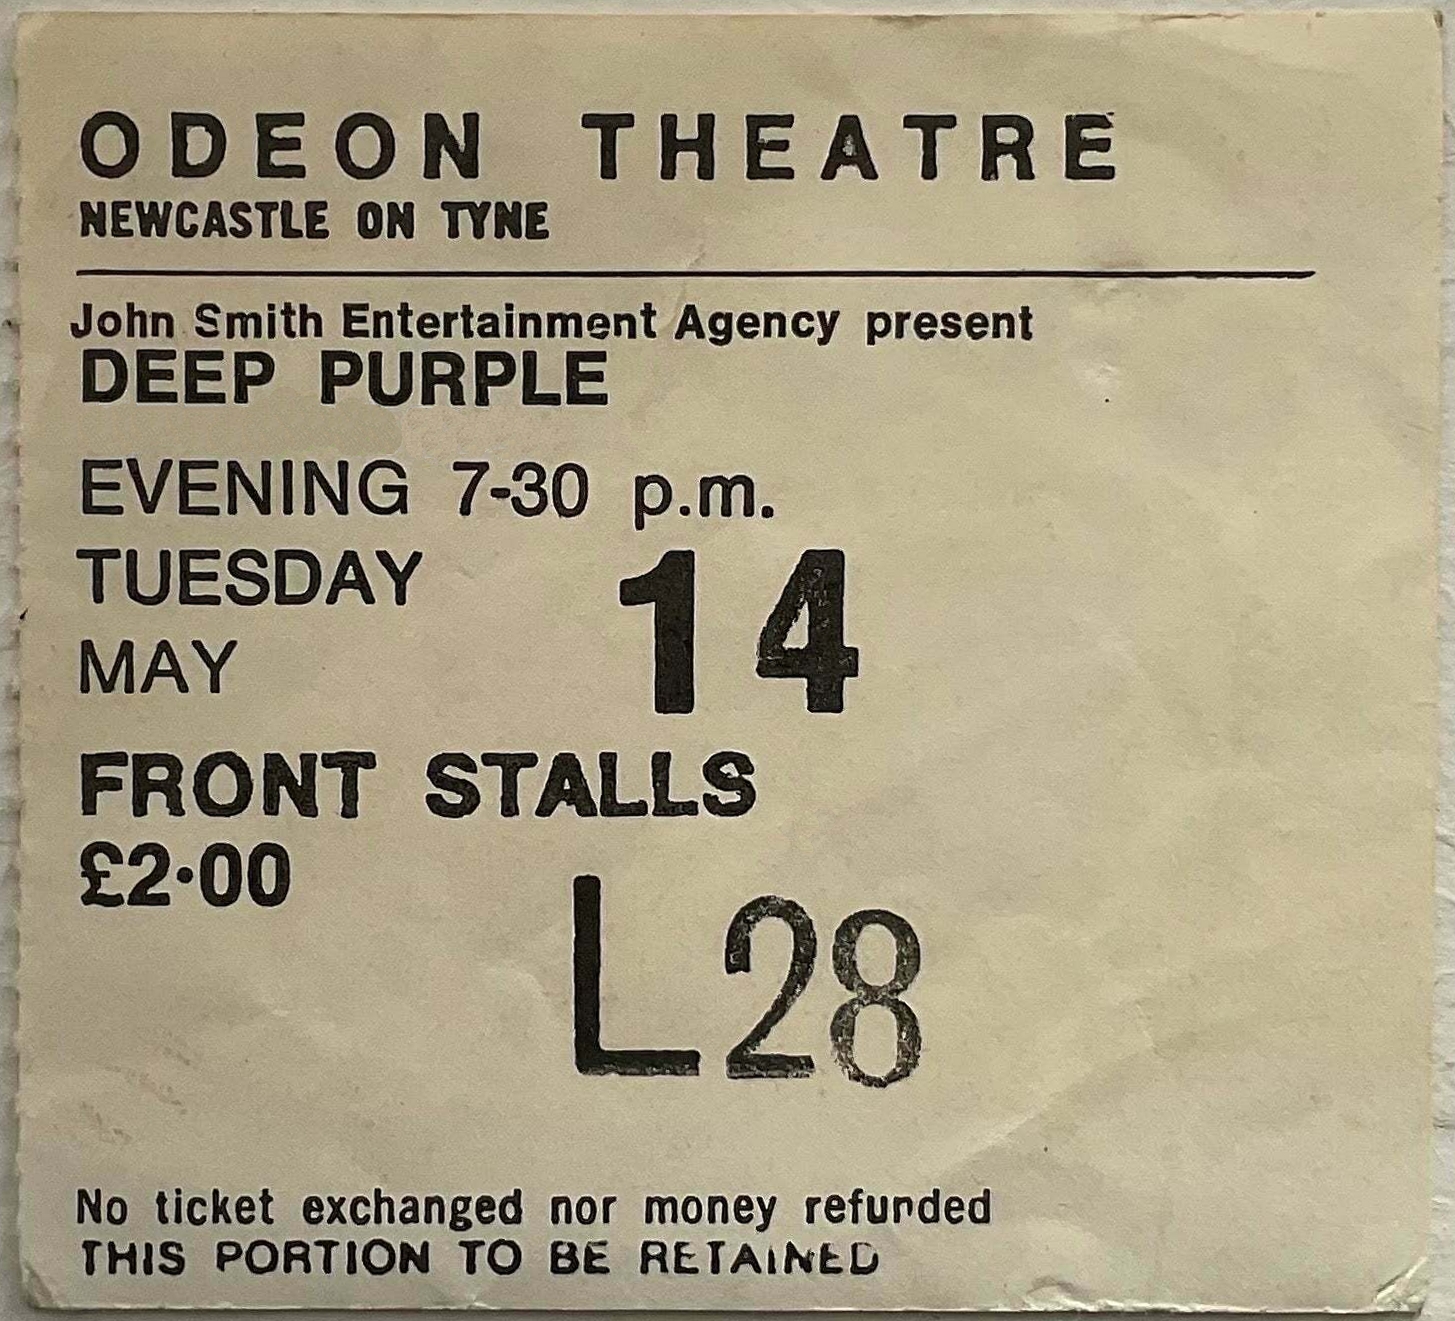 ODEON THEATRE
NEWCASTLE ON TYNE
John Smith Entertainment Agency present
DEEP PURPLE
EVENING 7-30 p.m.
TUESDAY 14
MAY
FRONT STALLS
£2·00
L28
No ticket exchanged nor money refunded
THIS PORTION TO BE RETAINED